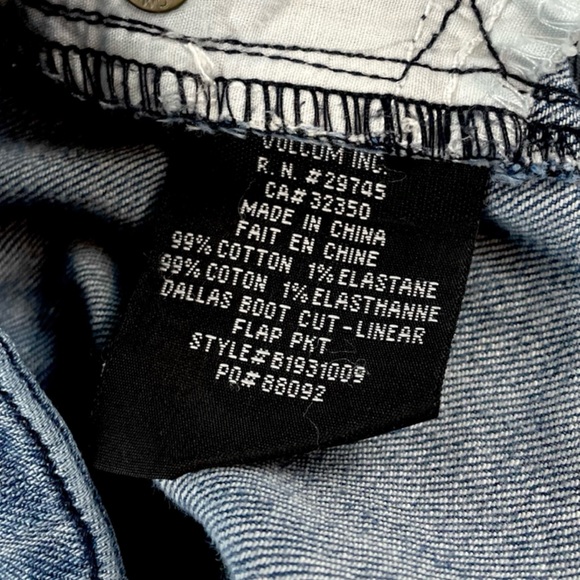 VOLCOM INC.
R. N. #29745
CA# 32350
MADE IN CHINA
FAIT EN CHINE
99% COTTON 1% ELASTANE
99% COTON 1% ELASTHANNE
DALLAS BOOT CUT-LINEAR
FLAP PKT
STYLE#B1931009
PO#88092